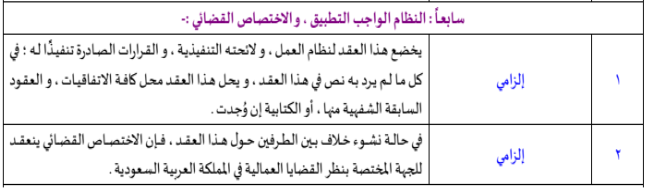 سابعاً : النظام الواجب التطبيق ، والاختصاص القضائي :-
١
إلزامي
يخضع هذا العقد لنظام العمل ، ولائحته التنفيذية ، و القرارات الصادرة تنفيذًا له ؛ في
كل ما لم يرد به نص في هذا العقد ، و يحل هذا العقد محل كافة الاتفاقيات ، و العقود
السابقة الشفهية منها ، أو الكتابية إن وُجدت .
٢
إلزامي
في حالة نشوء خلاف بين الطرفين حول هذا العقد ، فإن الاختصاص القضائي ينعقد
للجهة المختصة بنظر القضايا العمالية في المملكة العربية السعودية .